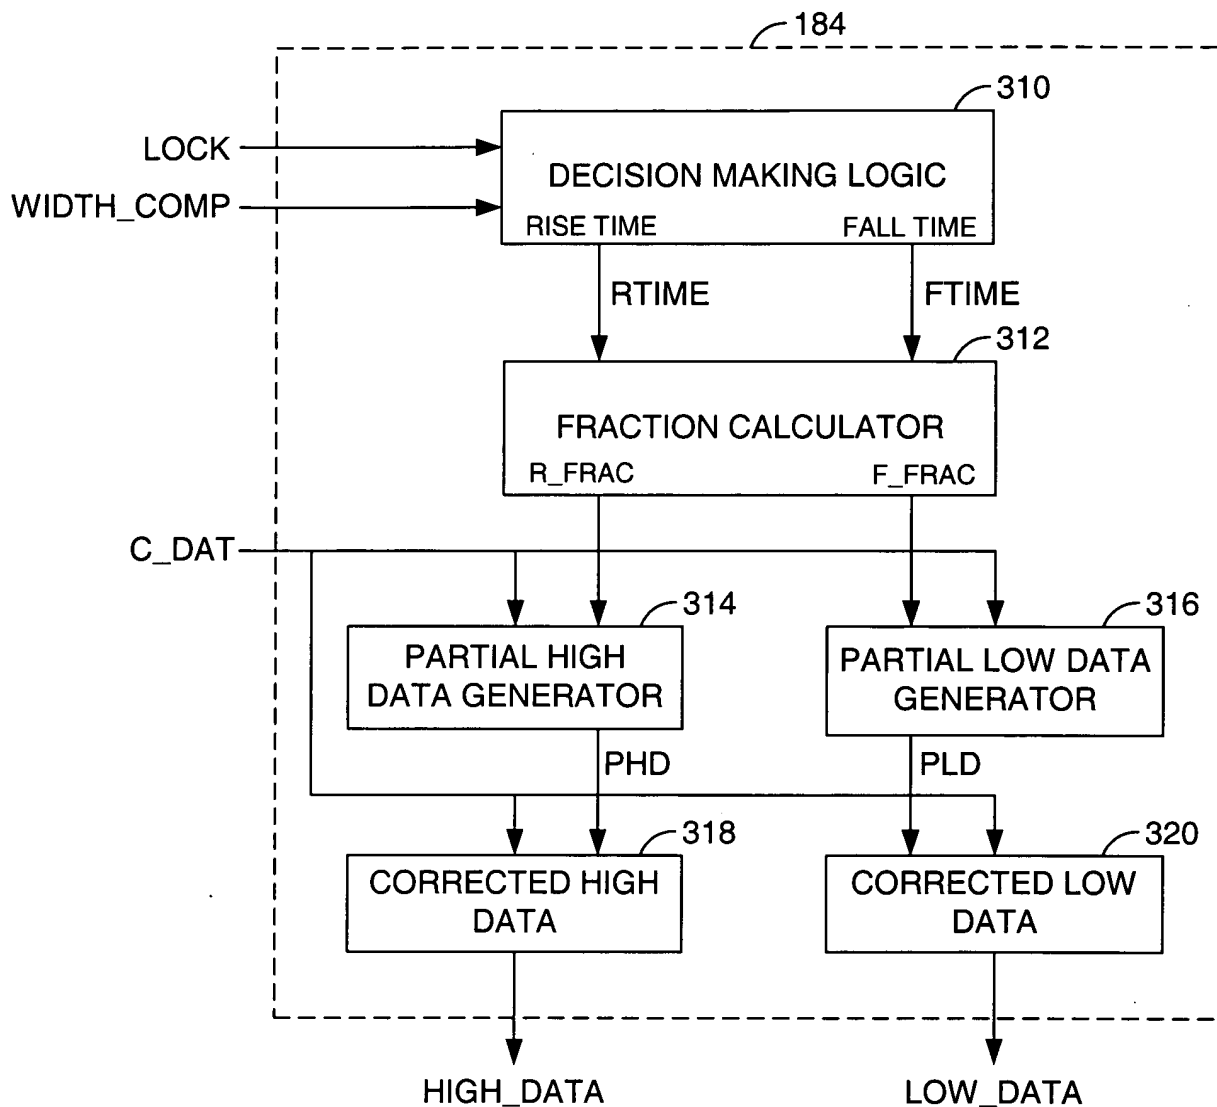 184
310
LOCK
DECISION MAKING LOGIC
WIDTH_COMP
RISE TIME
FALL TIME
RTIME
FTIME
312
FRACTION CALCULATOR
R_FRAC
F_FRAC
C_DAT
314
316
PARTIAL HIGH
DATA GENERATOR
PARTIAL LOW DATA
GENERATOR
PHD
PLD
318
320
CORRECTED HIGH
DATA
CORRECTED LOW
DATA
HIGH_DATA
LOW_DATA